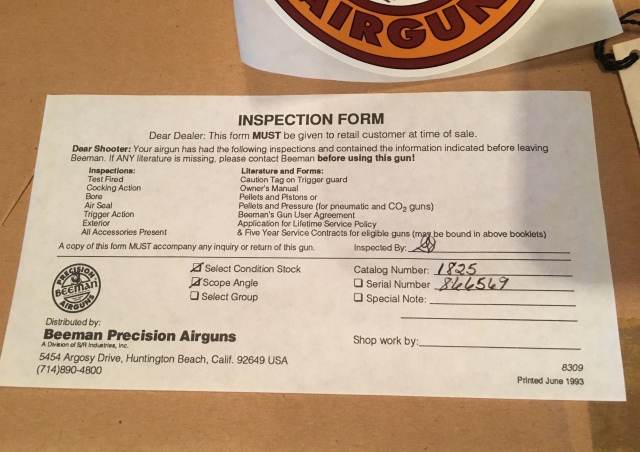 AIRGUN
INSPECTION FORM
Dear Dealer: This form MUST be given to retail customer at time of sale.
Dear Shooter: Your airgun has had the following inspections and contained the information indicated before leaving
Beeman. If ANY literature is missing, please contact Beeman before using this gun!
Inspections:
Test Fired
Cocking Action
Bore
Air Seal
Trigger Action
Exterior
All Accessories Present
Literature and Forms:
Caution Tag on Trigger guard
Owner's Manual
Pellets and Pistons or
Pellets and Pressure (for pneumatic and CO2 guns)
Beeman's Gun User Agreement
Application for Lifetime Service Policy
& Five Year Service Contracts for eligible guns (may be bound in above booklets)
A copy of this form MUST accompany any inquiry or return of this gun.
Inspected By:
PRECISION
BEEMAN
AIRGUNS
Select Condition Stock
Scope Angle
Select Group
Catalog Number: 1825
Serial Number 866569
Special Note:
Distributed by:
Beeman Precision Airguns
A Division of S/R Industries, Inc.
5454 Argosy Drive, Huntington Beach, Calif. 92649 USA
(714)890-4800
Shop work by:
8309
Printed June 1993